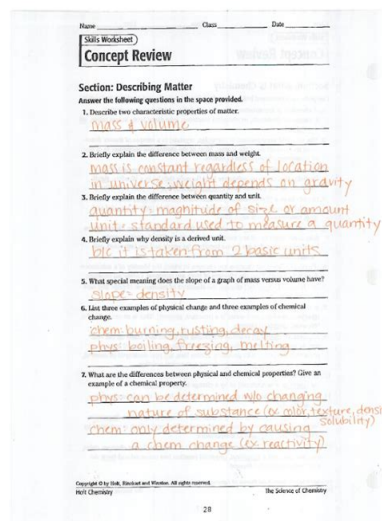 Name Class Date
Skills Worksheet
Concept Review
Section: Describing Matter
Answer the following questions in the space provided.
1. Describe two characteristic properties of matter.
mass & volume
2. Briefly explain the difference between mass and weight.
mass is constant regardless of location
in universe, weight depends on gravity
3. Briefly explain the difference between quantity and unit.
quantity: magnitude of size or amount
unit: standard used to measure a quantity
4. Briefly explain why density is a derived unit.
b/c it is taken from 2 basic units
5. What special meaning does the slope of a graph of mass versus volume have?
slope = density
6. List three examples of physical change and three examples of chemical
change.
chem: burning, rusting, decay
phys: boiling, freezing, melting
7. What are the differences between physical and chemical properties? Give an
example of a chemical property.
phys: can be determined w/o changing
nature of substance (ex color, texture, densi
solubility)
chem: only determined by causing
a chem change (ex reactivity)
Copyright © by Holt, Rinehart and Winston. All rights reserved.
Holt Chemistry The Science of Chemistry
28